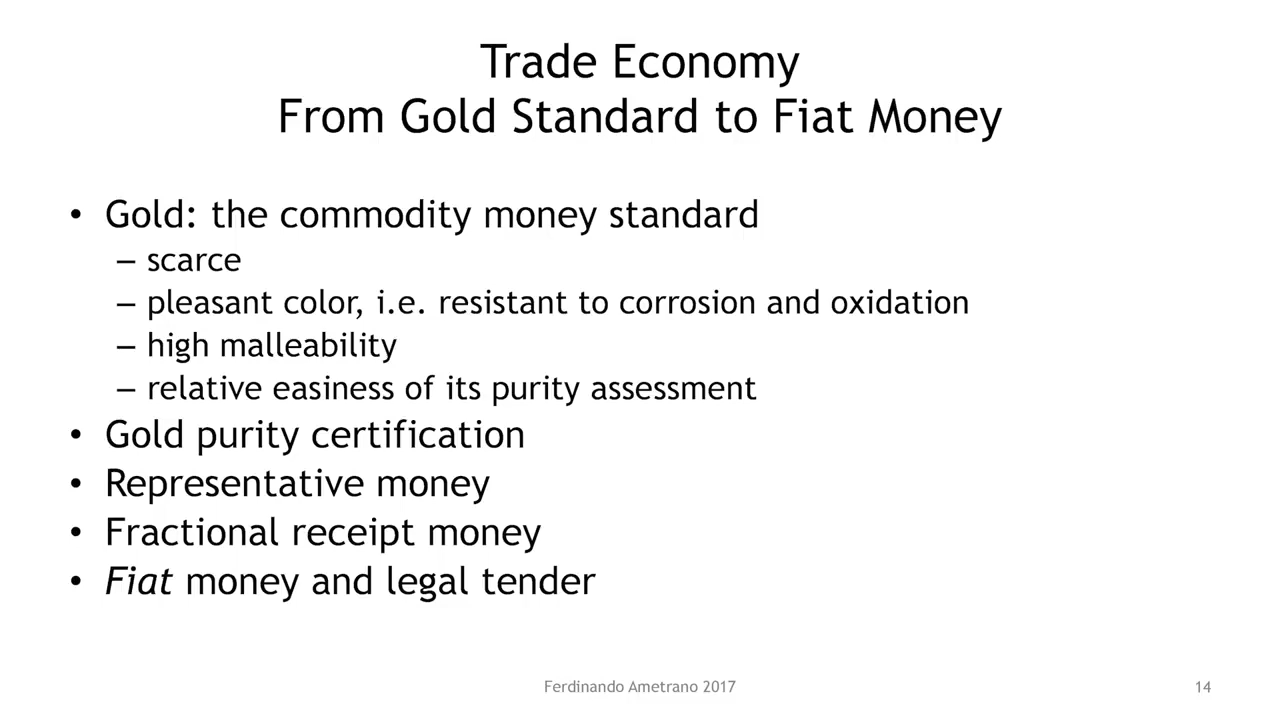 Trade Economy
From Gold Standard to Fiat Money
• Gold: the commodity money standard
– scarce
– pleasant color, i.e. resistant to corrosion and oxidation
– high malleability
– relative easiness of its purity assessment
• Gold purity certification
• Representative money
• Fractional receipt money
• Fiat money and legal tender
Ferdinando Ametrano 2017
14